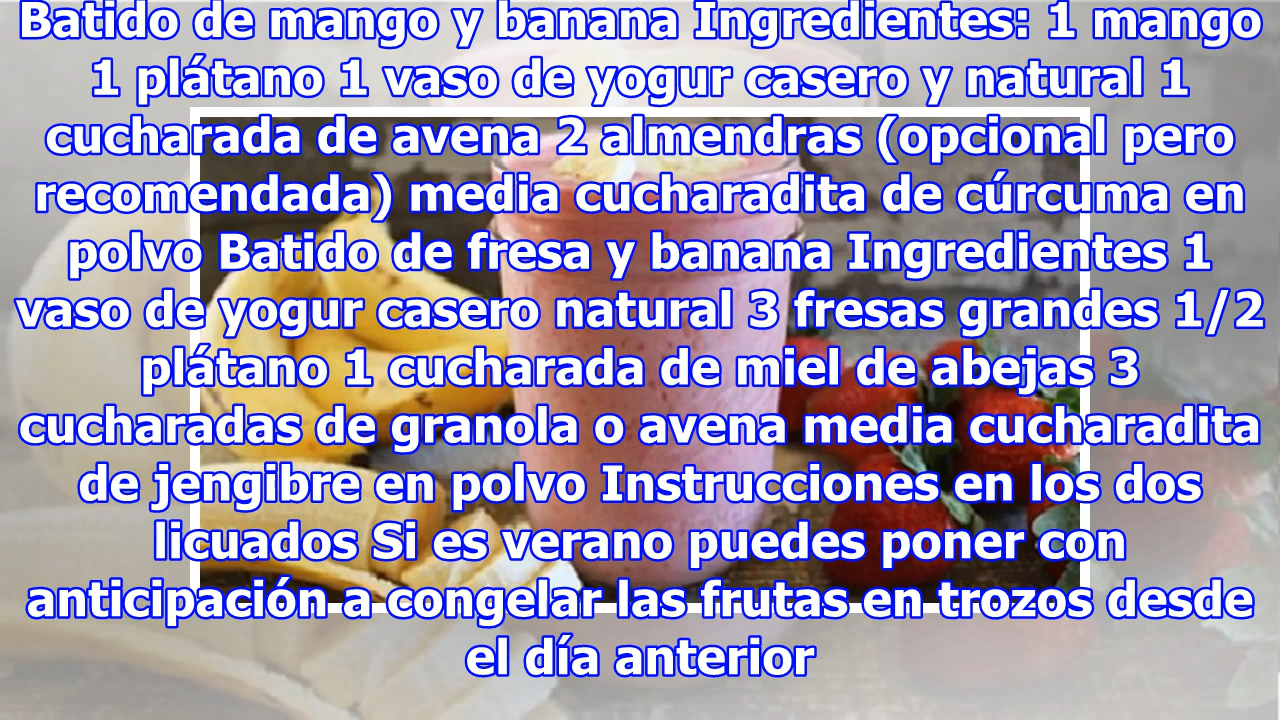 Batido de mango y banana Ingredientes: 1 mango
1 plátano 1 vaso de yogur casero y natural 1
cucharada de avena 2 almendras (opcional pero
recomendada) media cucharadita de cúrcuma en
polvo Batido de fresa y banana Ingredientes 1
vaso de yogur casero natural 3 fresas grandes 1/2
plátano 1 cucharada de miel de abejas 3
cucharadas de granola o avena media cucharadita
de jengibre en polvo Instrucciones en los dos
licuados Si es verano puedes poner con
anticipación a congelar las frutas en trozos desde
el día anterior